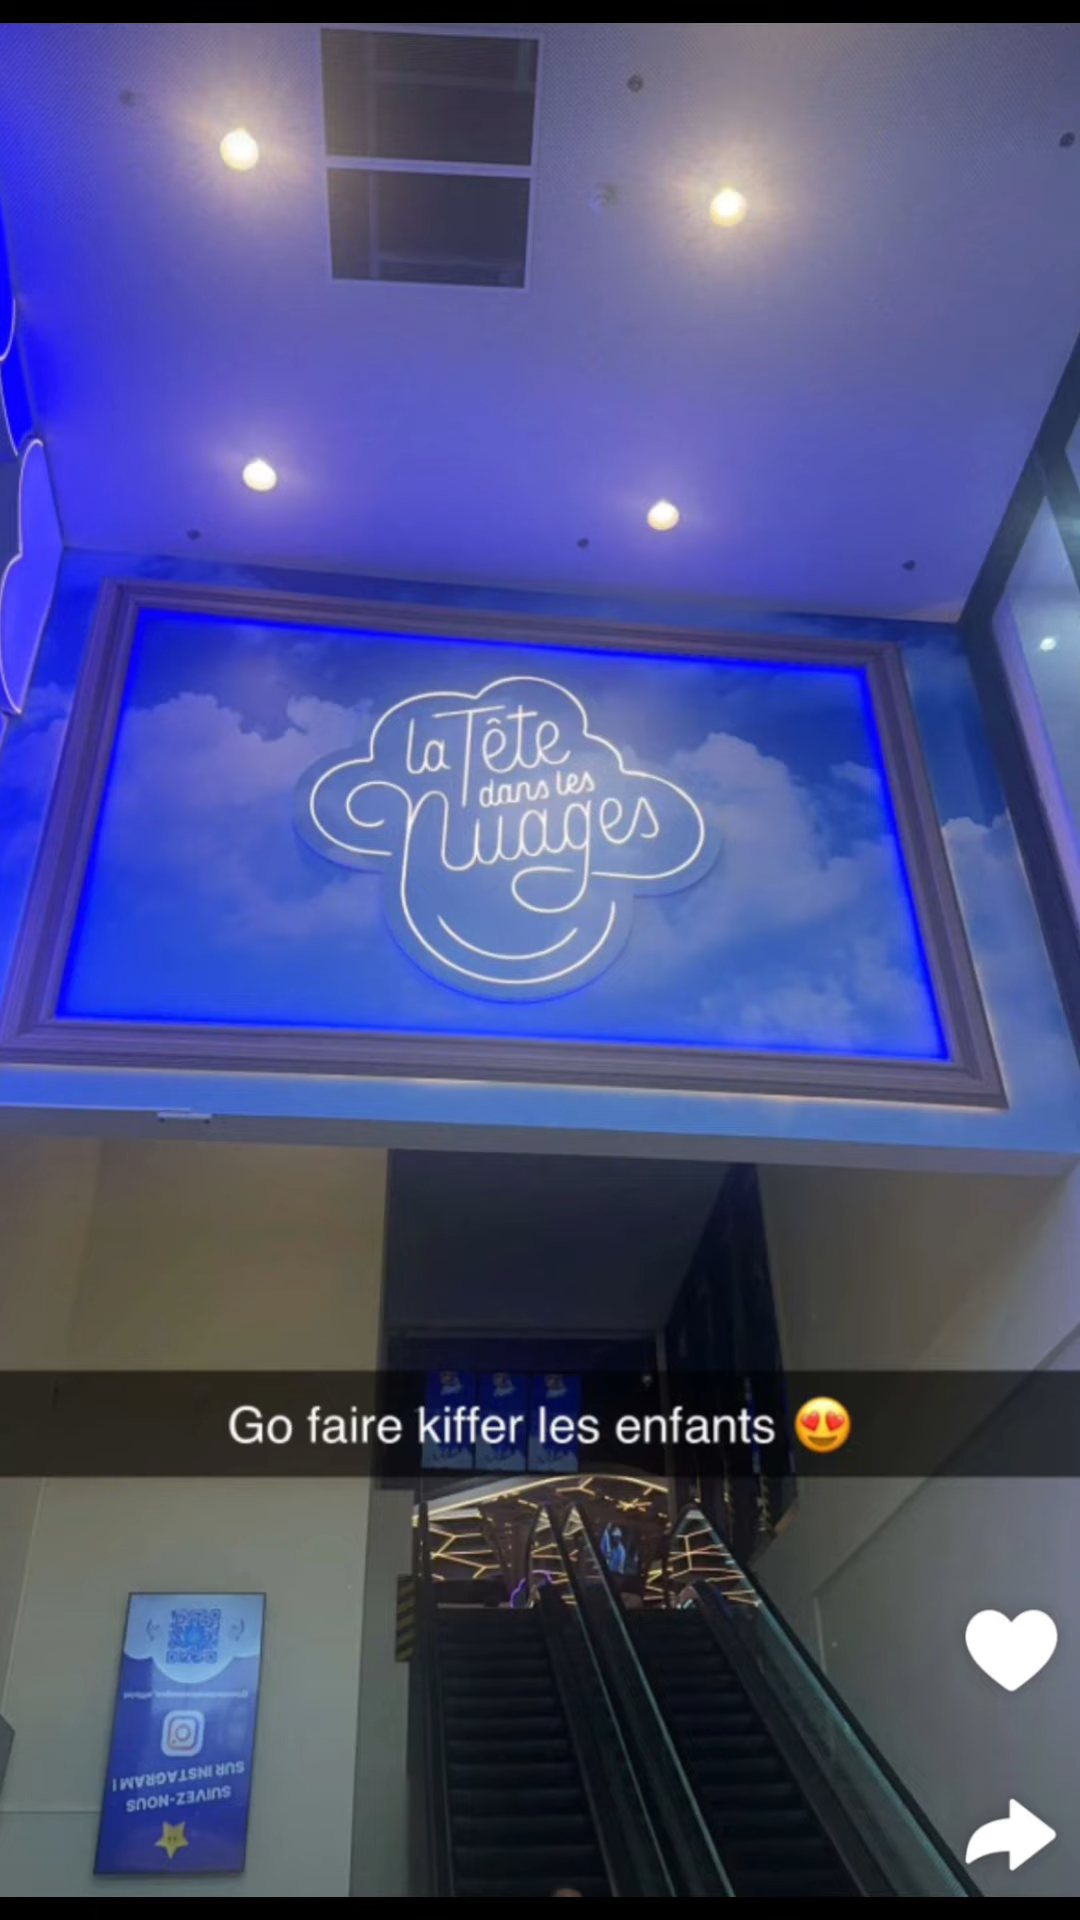 la Tête
dans les
Nuages
Go faire kiffer les enfants 😍
SUIVEZ-NOUS
SUR INSTAGRAM !